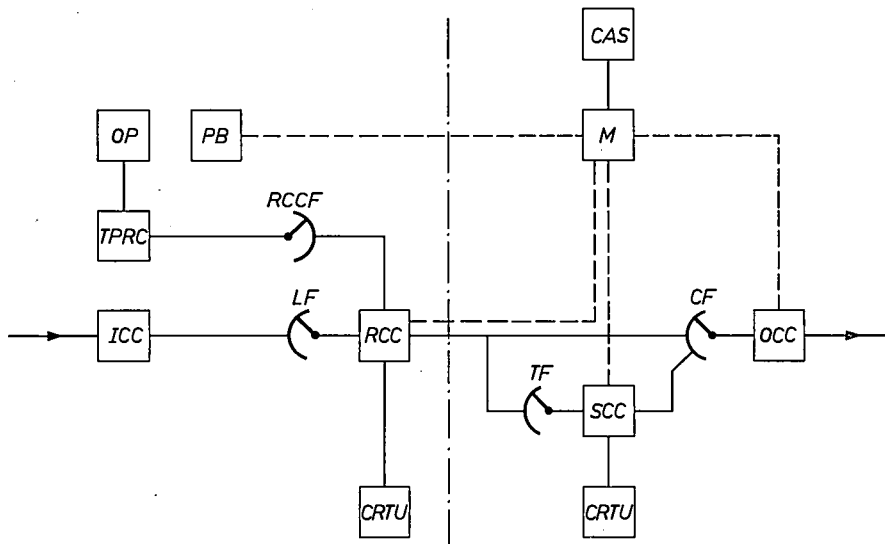 CAS
OP
PB
M
RCCF
TPRC
LF
CF
ICC
RCC
OCC
TF
SCC
CRTU
CRTU